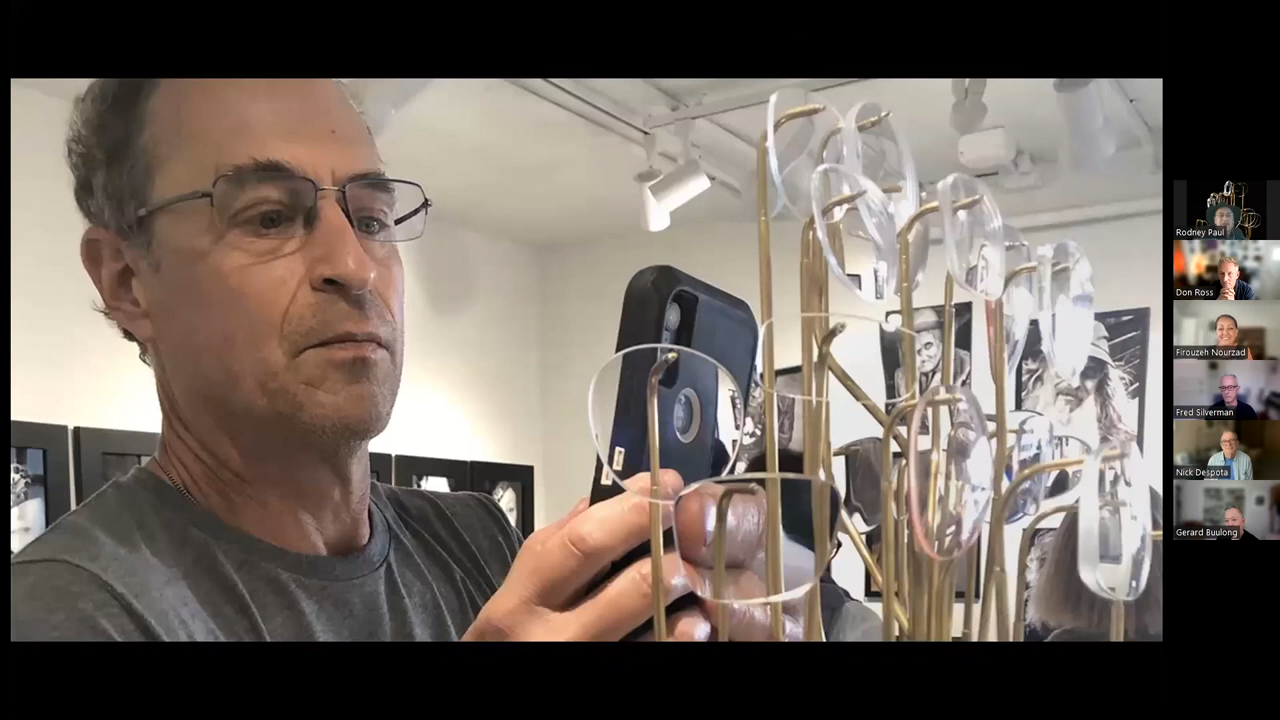 Rodney Paul
Don Ross
Firouzeh Nourzad
Fred Silverman
Nick Despota
Gerard Buulong